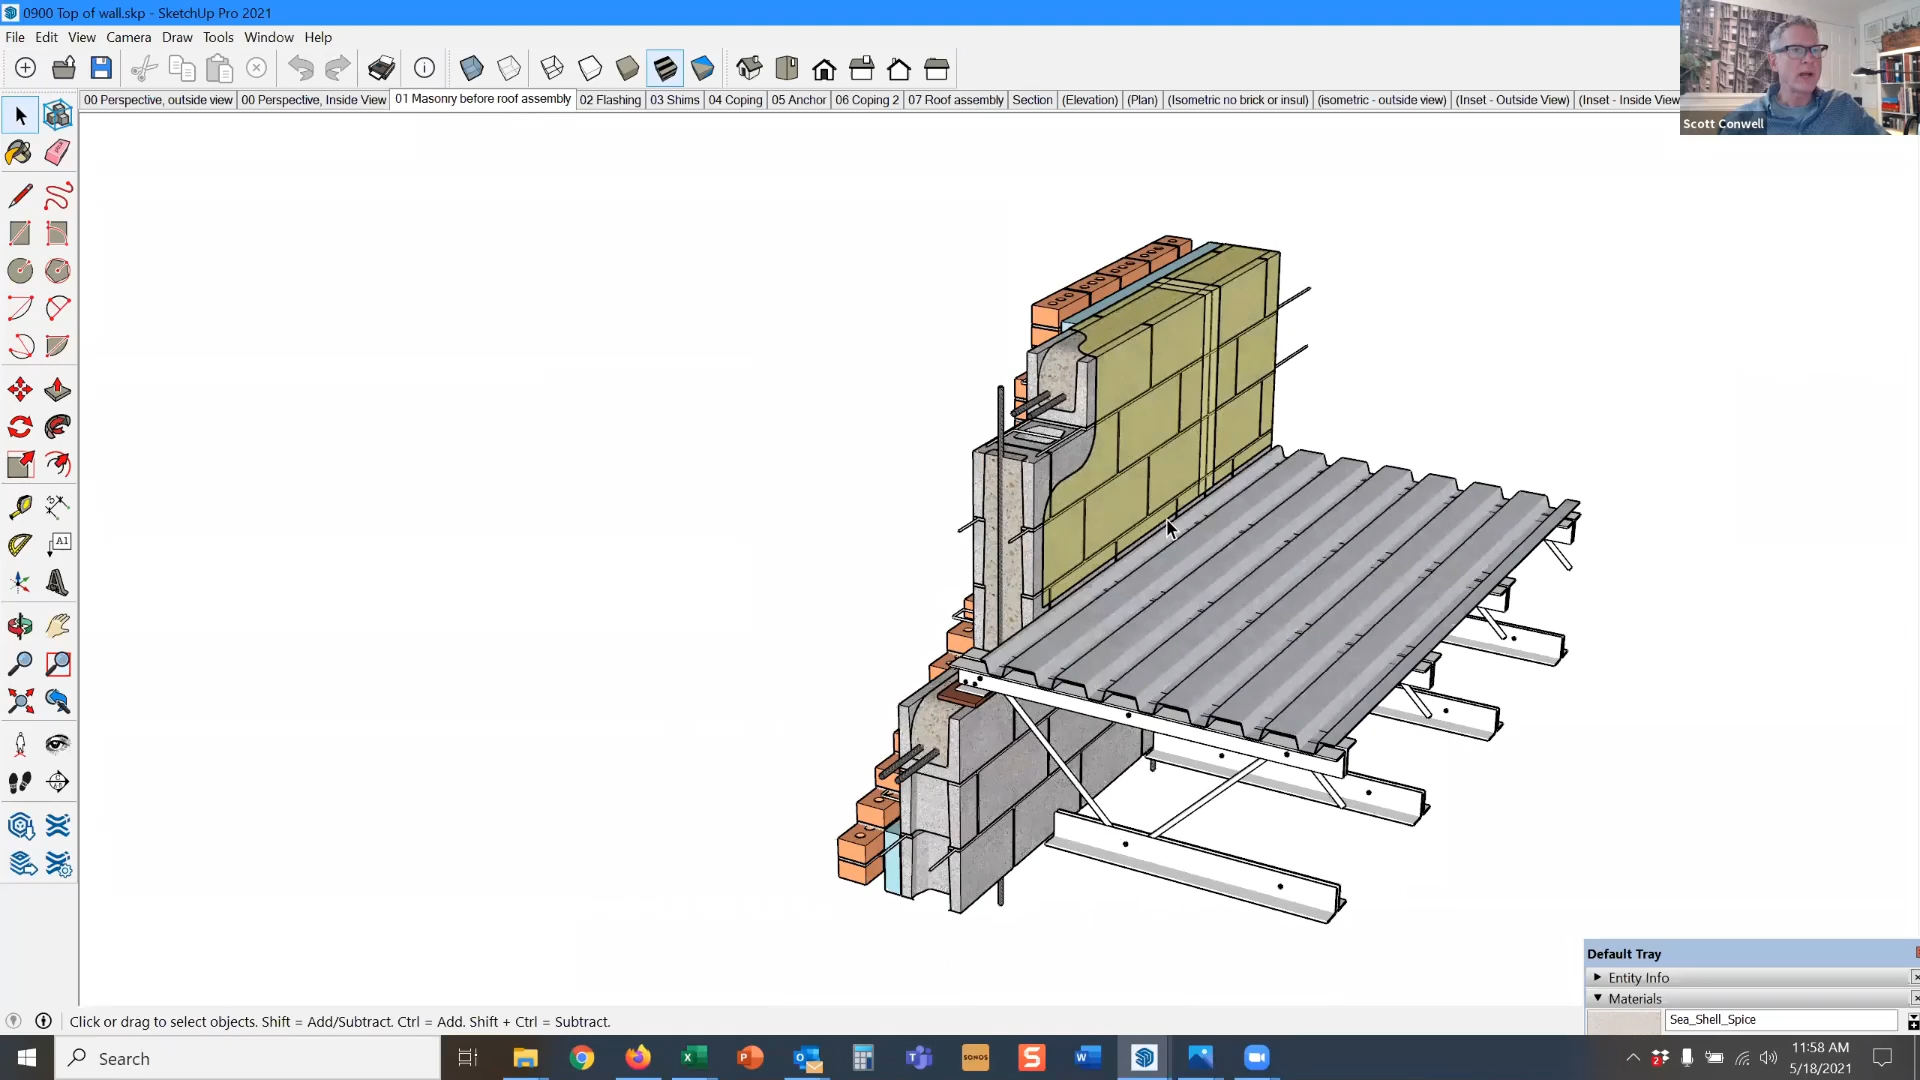 0900 Top of wall.skp - SketchUp Pro 2021
File Edit View Camera Draw Tools Window Help
00 Perspective, outside view 00 Perspective, Inside View 01 Masonry before roof assembly 02 Flashing 03 Shims 04 Coping 05 Anchor 06 Coping 2 07 Roof assembly Section (Elevation) (Plan) (Isometric no brick or insul) (isometric - outside view) (Inset - Outside View) (Inset - Inside View
Scott Conwell
A1
Default Tray
Entity Info
Materials
Sea_Shell_Spice
Click or drag to select objects. Shift = Add/Subtract. Ctrl = Add. Shift + Ctrl = Subtract.
Search
SONOS
2
11:58 AM
5/18/2021